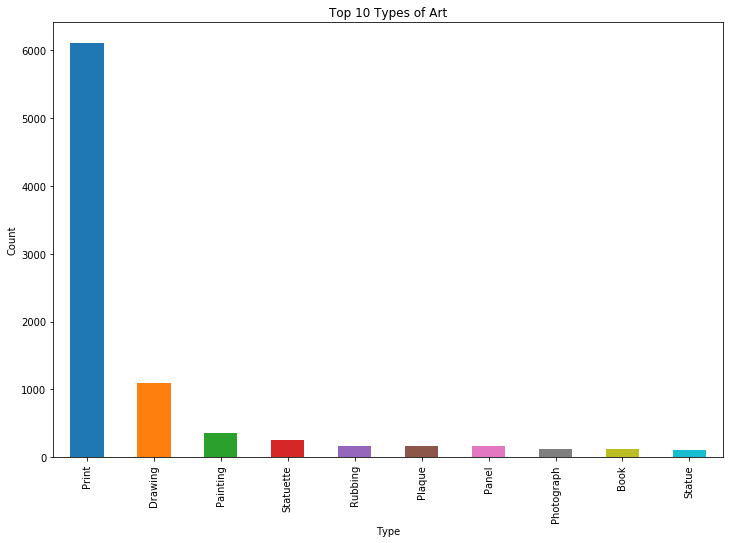 Top 10 Types of Art
Count
6000
5000
4000
3000
2000
1000
0
Print
Drawing
Painting
Statuette
Rubbing
Plaque
Panel
Photograph
Book
Statue
Type